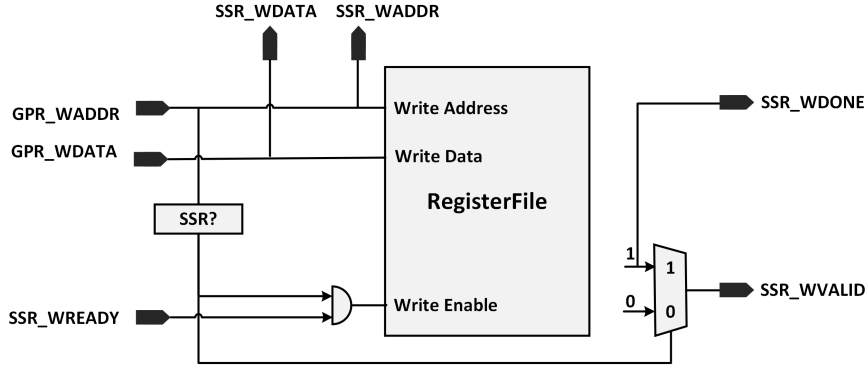 SSR_WDATA SSR_WADDR
GPR_WADDR
Write Address
SSR_WDONE
GPR_WDATA
Write Data
RegisterFile
SSR?
1
1
SSR_WVALID
0
0
Write Enable
SSR_WREADY